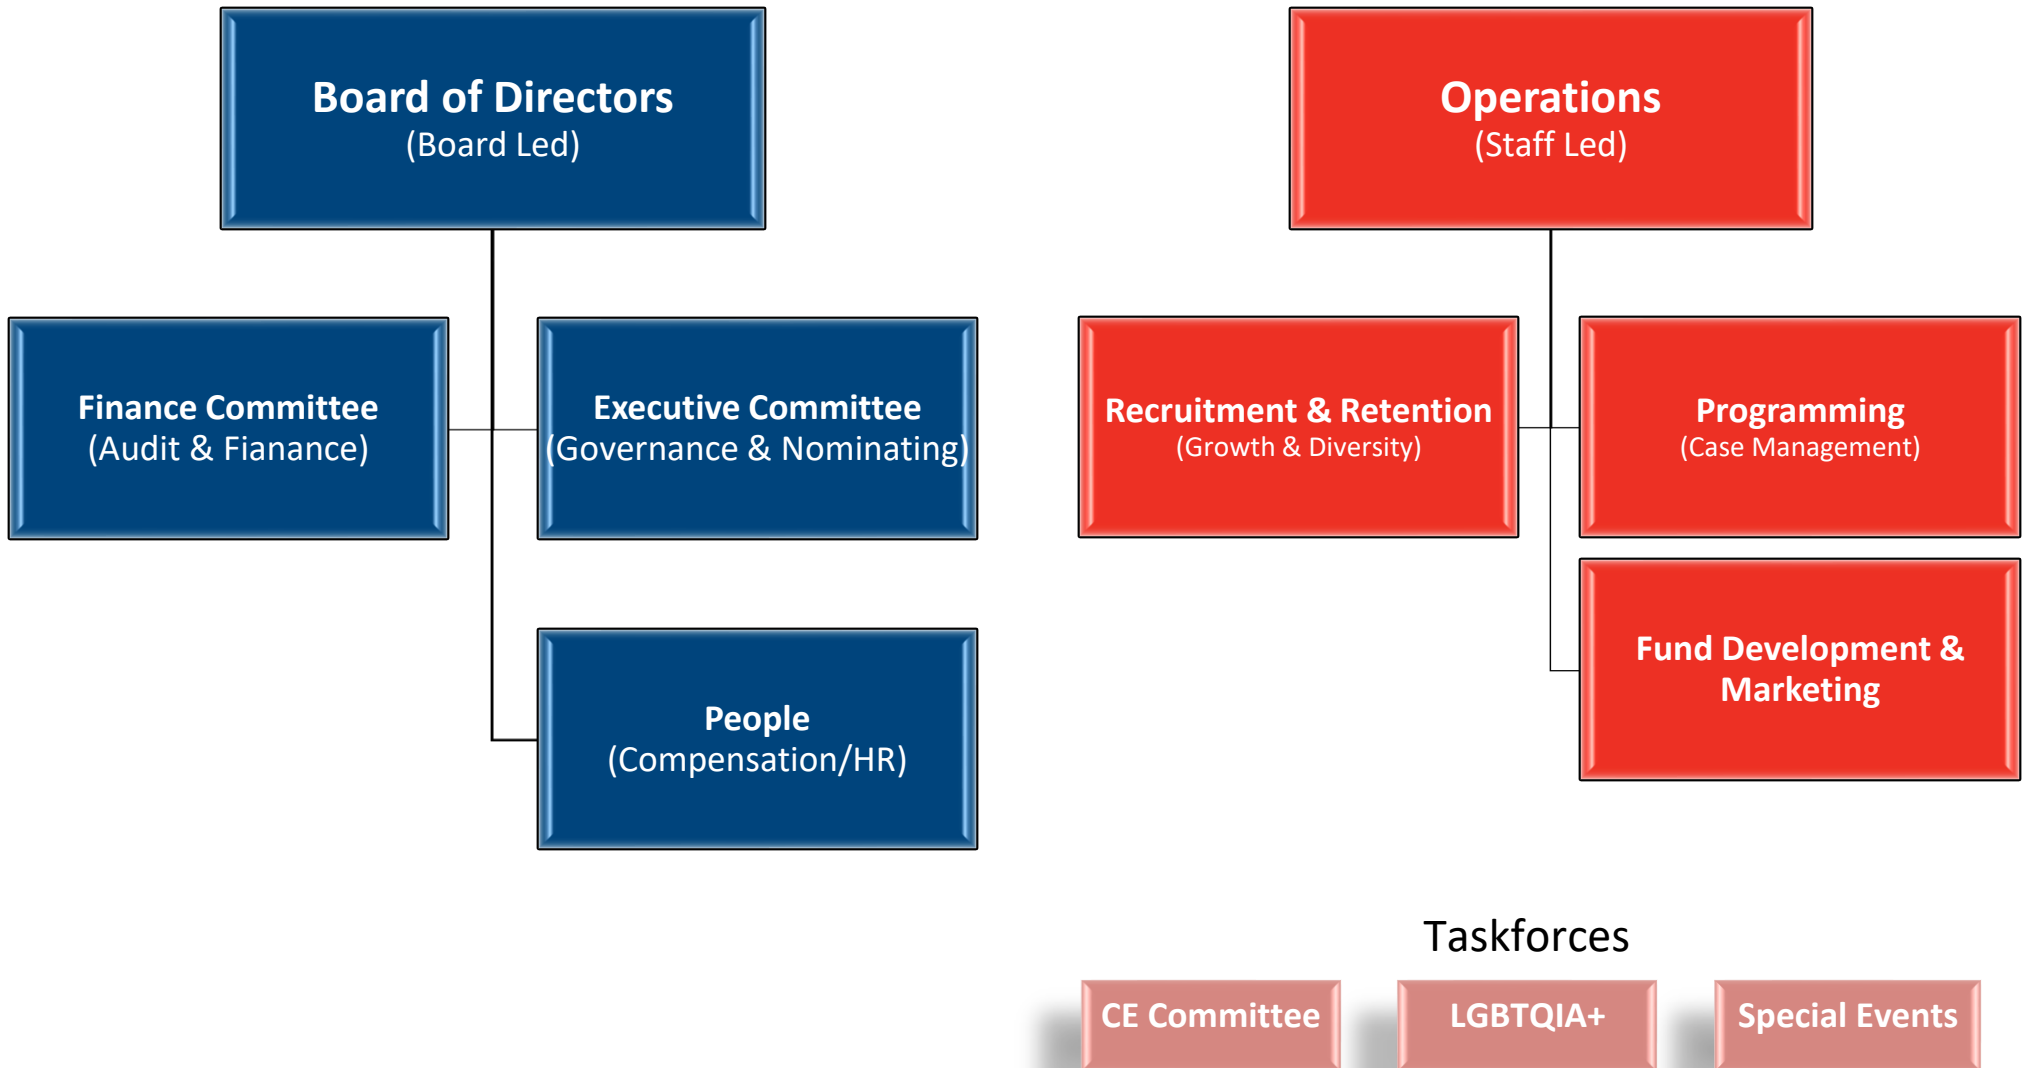 Board of Directors
(Board Led)
Finance Committee
(Audit & Fianance)
Executive Committee
(Governance & Nominating)
People
(Compensation/HR)
Operations
(Staff Led)
Recruitment & Retention
(Growth & Diversity)
Programming
(Case Management)
Fund Development &
Marketing
Taskforces
CE Committee
LGBTQIA+
Special Events